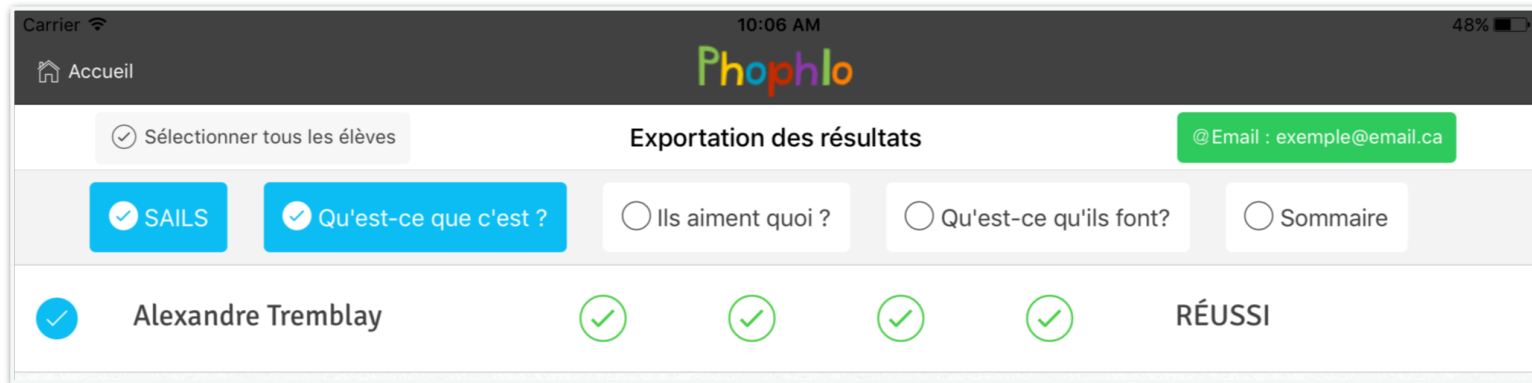 Carrier 10:06 AM 48%
Accueil Phophlo
Sélectionner tous les élèves Exportation des résultats @Email : exemple@email.ca
SAILS Qu'est-ce que c'est ? Ils aiment quoi ? Qu'est-ce qu'ils font? Sommaire
Alexandre Tremblay RÉUSSI